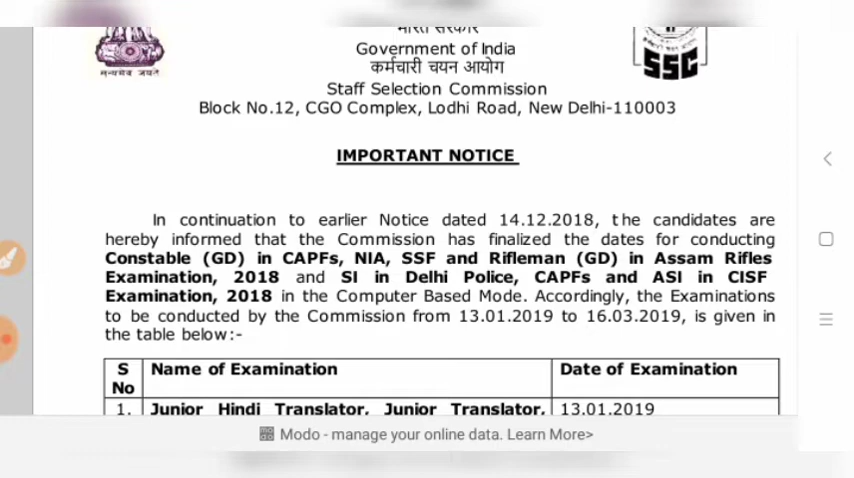 भारत सरकार
सत्यमेव जयते
Government of India
कर्मचारी चयन आयोग
SSC
Staff Selection Commission
Block No.12, CGO Complex, Lodhi Road, New Delhi-110003
IMPORTANT NOTICE
In continuation to earlier Notice dated 14.12.2018, the candidates are
hereby informed that the Commission has finalized the dates for conducting
Constable (GD) in CAPFs, NIA, SSF and Rifleman (GD) in Assam Rifles
Examination, 2018 and SI in Delhi Police, CAPFs and ASI in CISF
Examination, 2018 in the Computer Based Mode. Accordingly, the Examinations
to be conducted by the Commission from 13.01.2019 to 16.03.2019, is given in
the table below:-
S No Name of Examination Date of Examination
1. Junior Hindi Translator, Junior Translator, 13.01.2019
Modo - manage your online data. Learn More>